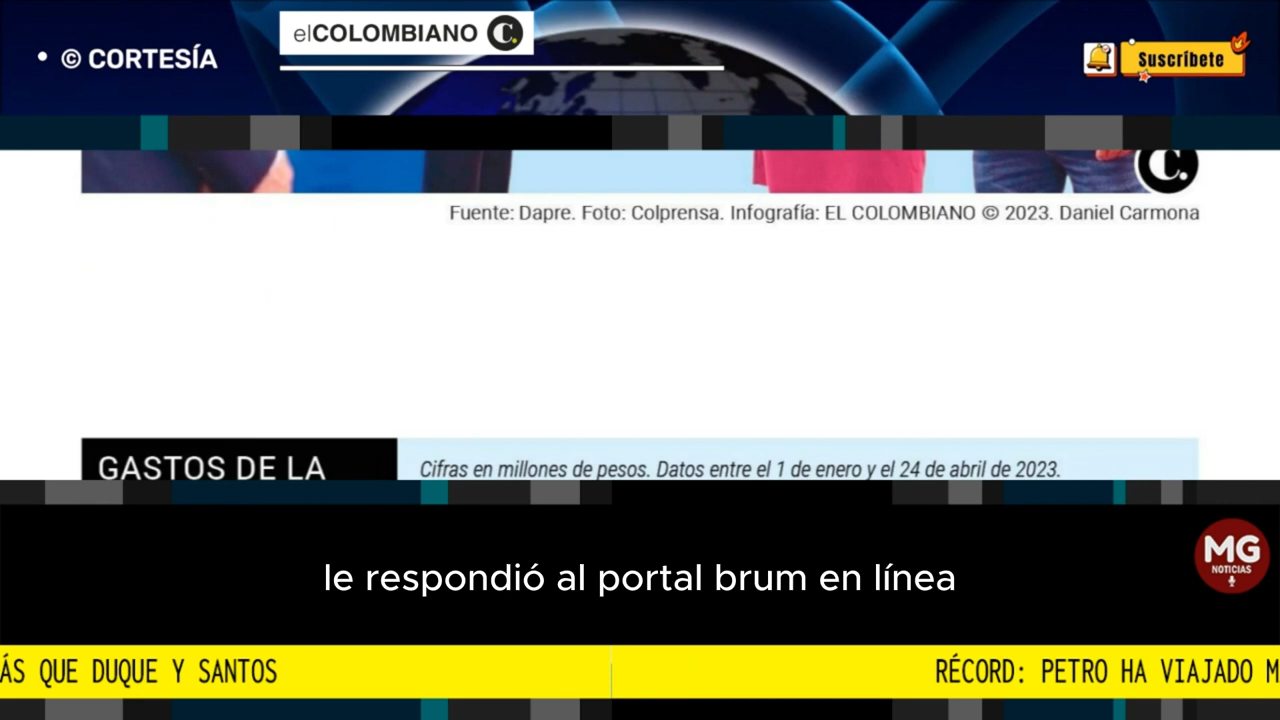 elCOLOMBIANO C.
• © CORTESÍA
Suscríbete
C.
Fuente: Dapre. Foto: Colprensa. Infografía: EL COLOMBIANO © 2023. Daniel Carmona
GASTOS DE LA
Cifras en millones de pesos. Datos entre el 1 de enero y el 24 de abril de 2023.
MG
NOTICIAS
le respondió al portal brum en línea
ÁS QUE DUQUE Y SANTOS
RÉCORD: PETRO HA VIAJADO M